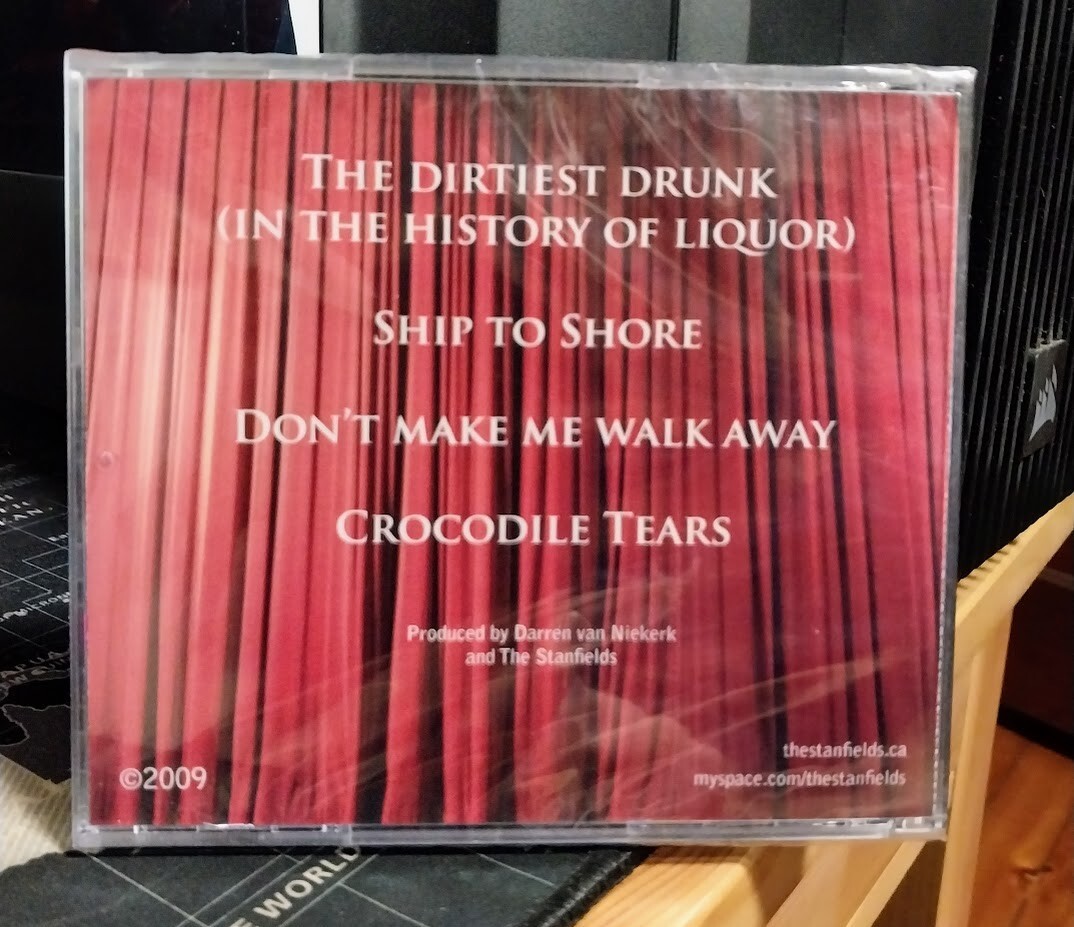 THE DIRTIEST DRUNK
(IN THE HISTORY OF LIQUOR)
SHIP TO SHORE
DON'T MAKE ME WALK AWAY
CROCODILE TEARS
Produced by Darren van Niekerk
and The Stanfields
thestanfields.ca
©2009
myspace.com/thestanfields
WORLD